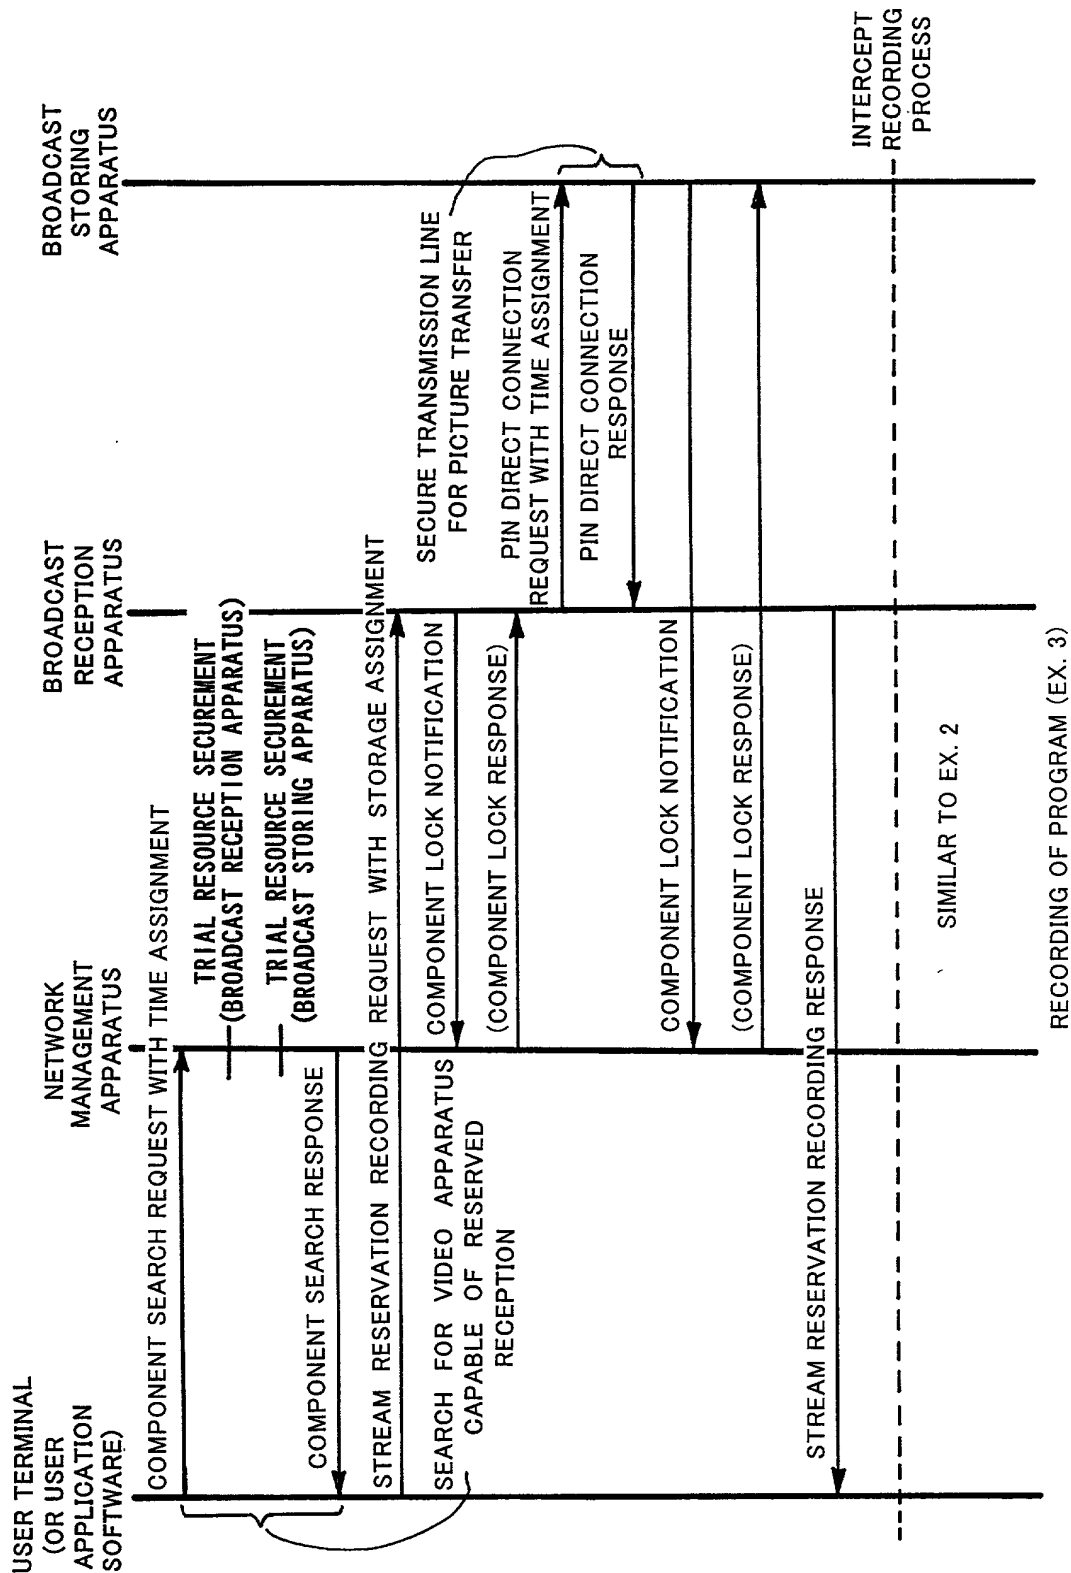 USER TERMINAL
(OR USER
APPLICATION
SOFTWARE)
NETWORK
MANAGEMENT
APPARATUS
BROADCAST
RECEPTION
APPARATUS
BROADCAST
STORING
APPARATUS
COMPONENT SEARCH REQUEST WITH TIME ASSIGNMENT
TRIAL RESOURCE SECUREMENT
(BROADCAST RECEPTION APPARATUS)
TRIAL RESOURCE SECUREMENT
(BROADCAST STORING APPARATUS)
COMPONENT SEARCH RESPONSE
STREAM RESERVATION RECORDING REQUEST WITH STORAGE ASSIGNMENT
SEARCH FOR VIDEO APPARATUS
CAPABLE OF RESERVED
RECEPTION
COMPONENT LOCK NOTIFICATION
(COMPONENT LOCK RESPONSE)
SECURE TRANSMISSION LINE
FOR PICTURE TRANSFER
PIN DIRECT CONNECTION
REQUEST WITH TIME ASSIGNMENT
PIN DIRECT CONNECTION
RESPONSE
COMPONENT LOCK NOTIFICATION
(COMPONENT LOCK RESPONSE)
STREAM RESERVATION RECORDING RESPONSE
INTERCEPT
RECORDING
PROCESS
SIMILAR TO EX. 2
RECORDING OF PROGRAM (EX. 3)